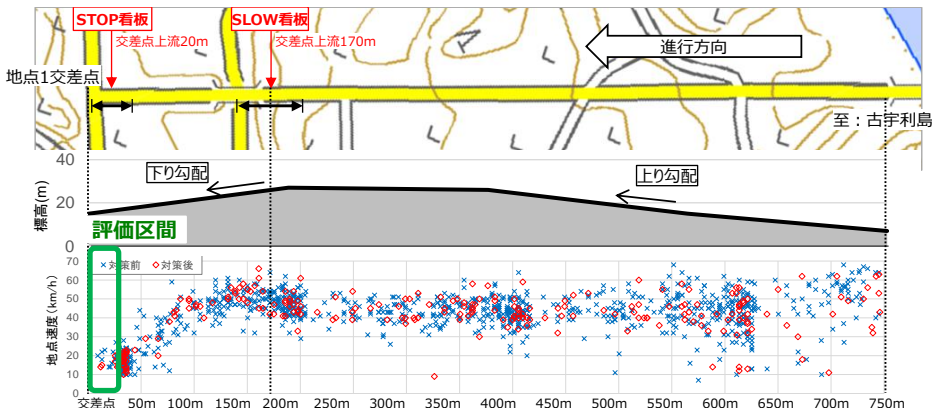 STOP看板
SLOW看板
交差点上流20m
交差点上流170m
進行方向
地点1交差点
至：古宇利島
40
20
0
標高(m)
下り勾配
上り勾配
評価区間
70
60
50
40
30
20
10
0
地点速度(km/h)
×対策前 ◇対策後
交差点 50m 100m 150m 200m 250m 300m 350m 400m 450m 500m 550m 600m 650m 700m 750m